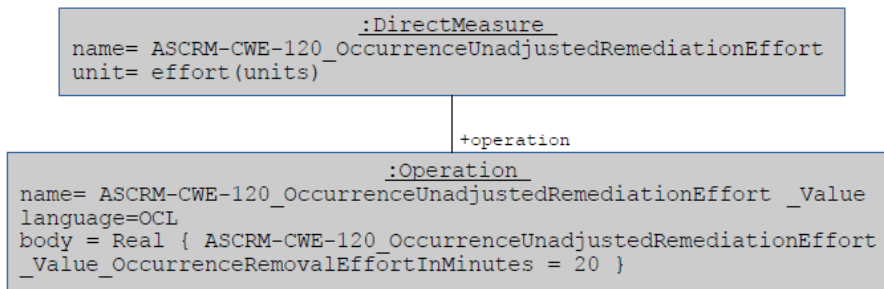 :DirectMeasure
name= ASCRM-CWE-120_OccurrenceUnadjustedRemediationEffort
unit= effort(units)
+operation
:Operation
name= ASCRM-CWE-120_OccurrenceUnadjustedRemediationEffort _Value
language=OCL
body = Real { ASCRM-CWE-120_OccurrenceUnadjustedRemediationEffort
_Value_OccurrenceRemovalEffortInMinutes = 20 }